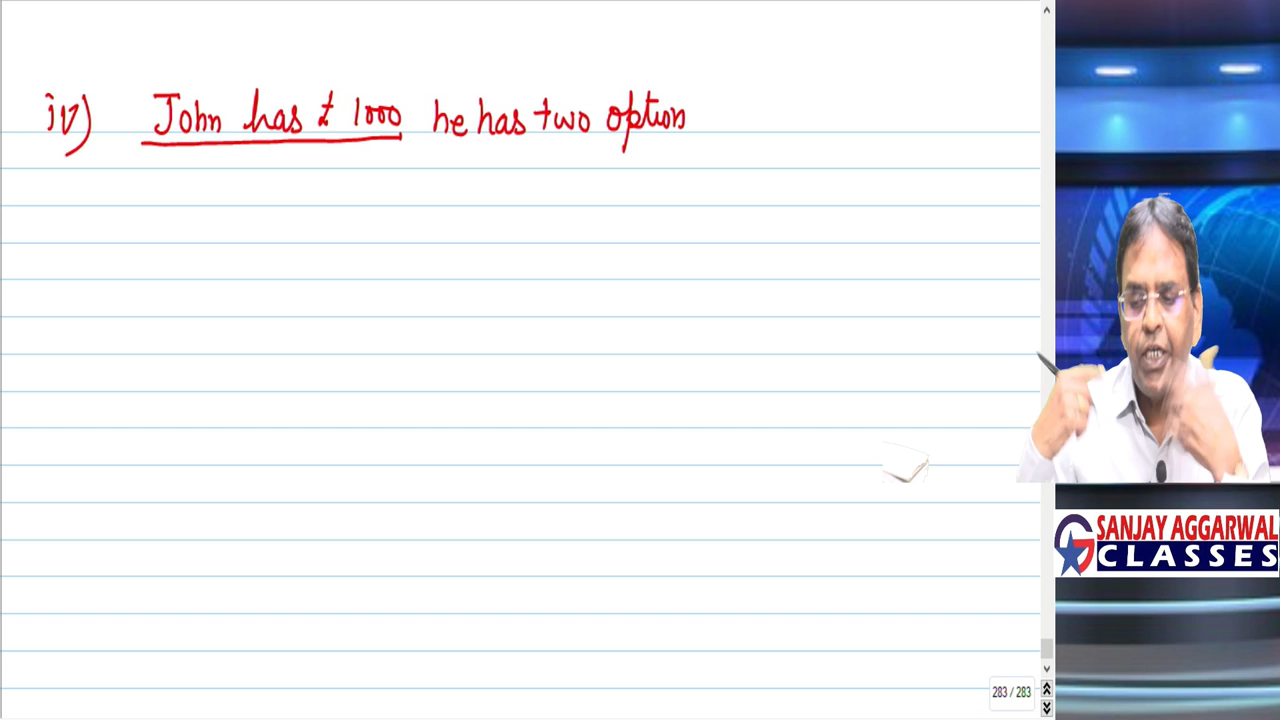 iv) John has £ 1000 he has two option
283 / 283
SANJAY AGGARWAL
CLASSES